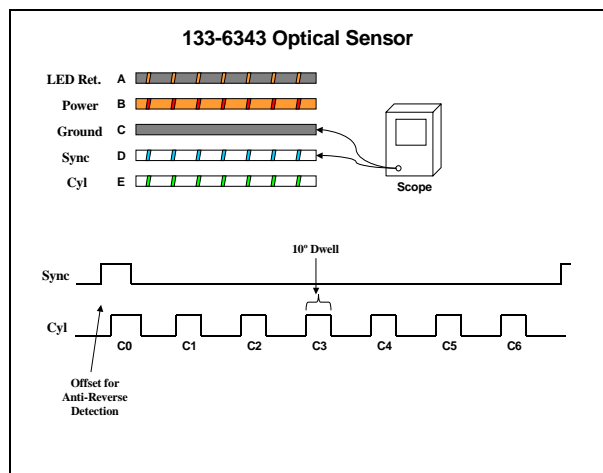 133-6343 Optical Sensor
LED Ret. A
Power B
Ground C
Sync D
Cyl E
Scope
10º Dwell
Sync
Cyl
C0 C1 C2 C3 C4 C5 C6
Offset for
Anti-Reverse
Detection